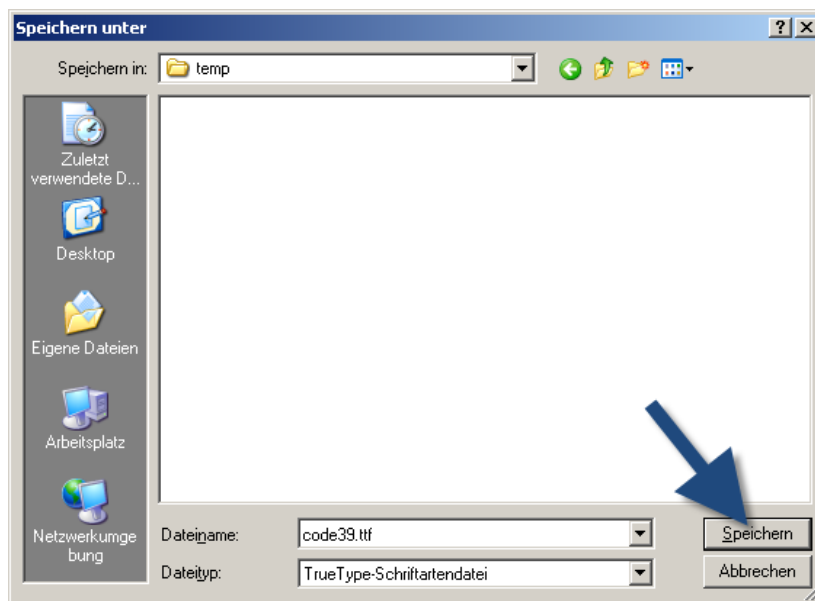 Speichern unter
Speichern in:
temp
Zuletzt
verwendete D...
Desktop
Eigene Dateien
Arbeitsplatz
Netzwerkumge
bung
Dateiname:
code39.ttf
Speichern
Dateityp:
TrueType-Schriftartendatei
Abbrechen